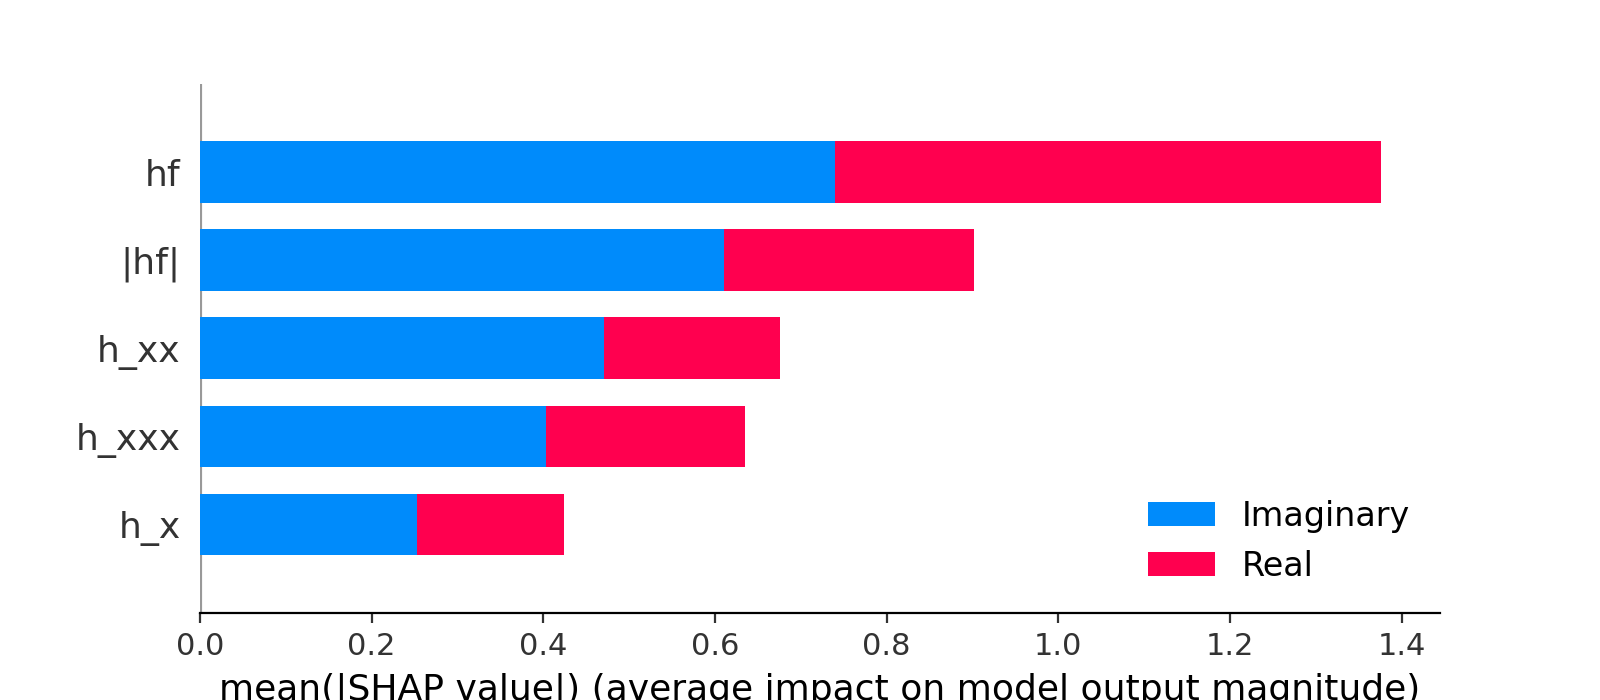 hf
|hf|
h_xx
h_xxx
h_x
Imaginary
Real
0.0 0.2 0.4 0.6 0.8 1.0 1.2 1.4
mean(|SHAP value|) (average impact on model output magnitude)